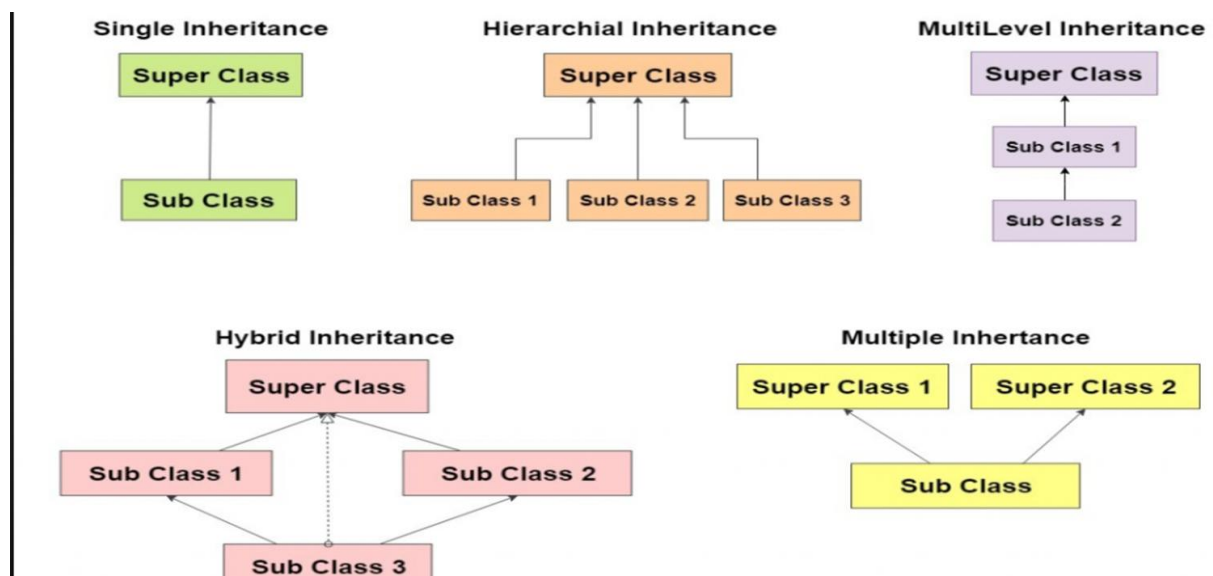 Single Inheritance
Super Class
Sub Class
Hierarchial Inheritance
Super Class
Sub Class 1
Sub Class 2
Sub Class 3
MultiLevel Inheritance
Super Class
Sub Class 1
Sub Class 2
Hybrid Inheritance
Super Class
Sub Class 1
Sub Class 2
Sub Class 3
Multiple Inhertance
Super Class 1
Super Class 2
Sub Class